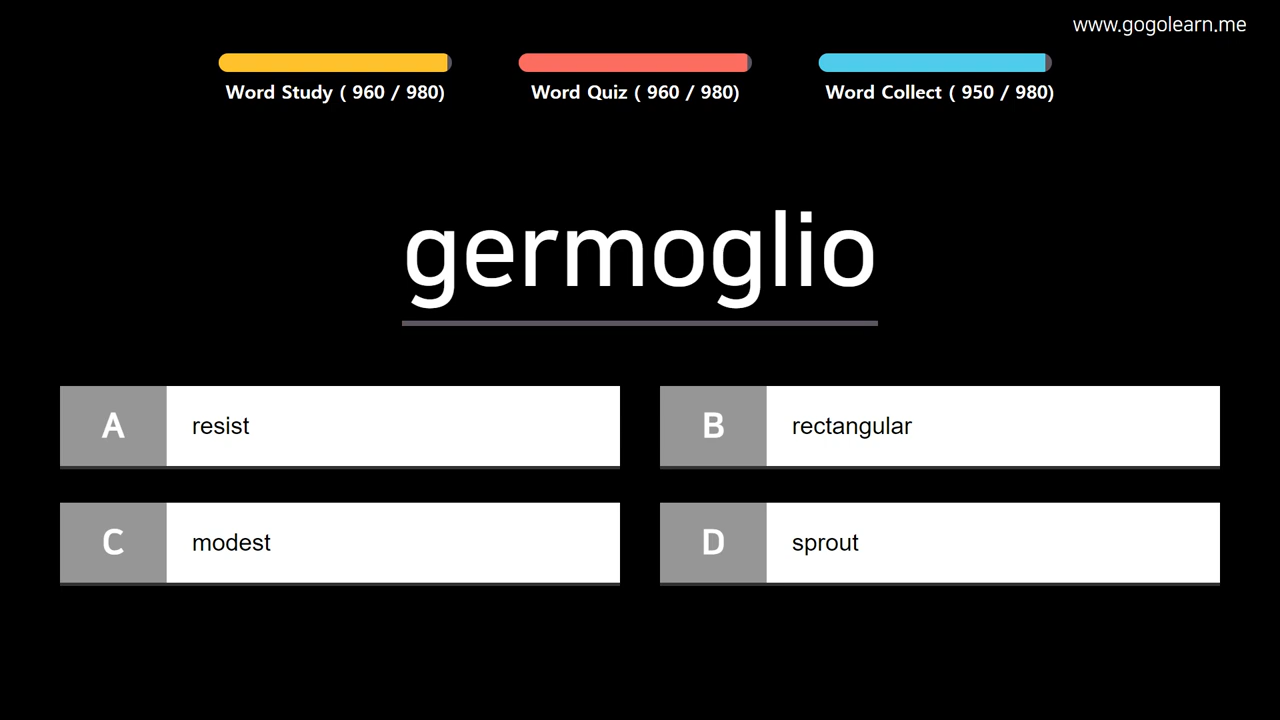 www.gogolearn.me
Word Study ( 960 / 980)
Word Quiz ( 960 / 980)
Word Collect ( 950 / 980)
germoglio
A resist
B rectangular
C modest
D sprout